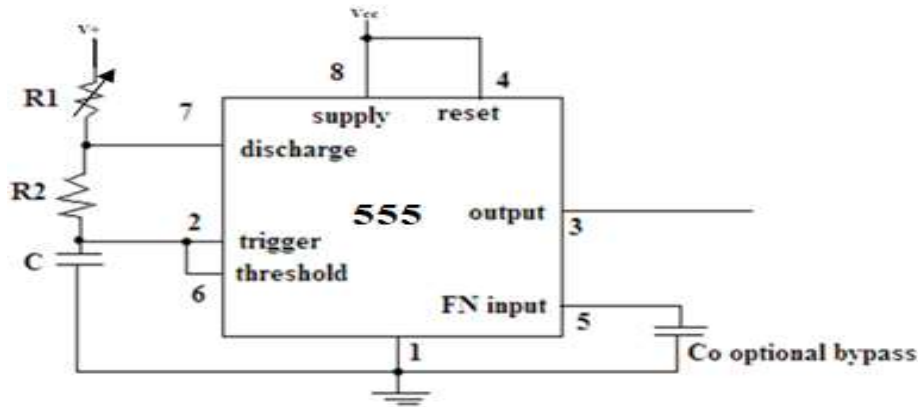 Vcc
V+
8
4
R1
7
supply
reset
discharge
R2
555
2
output
3
trigger
C
threshold
6
FN input
5
1
Co optional bypass